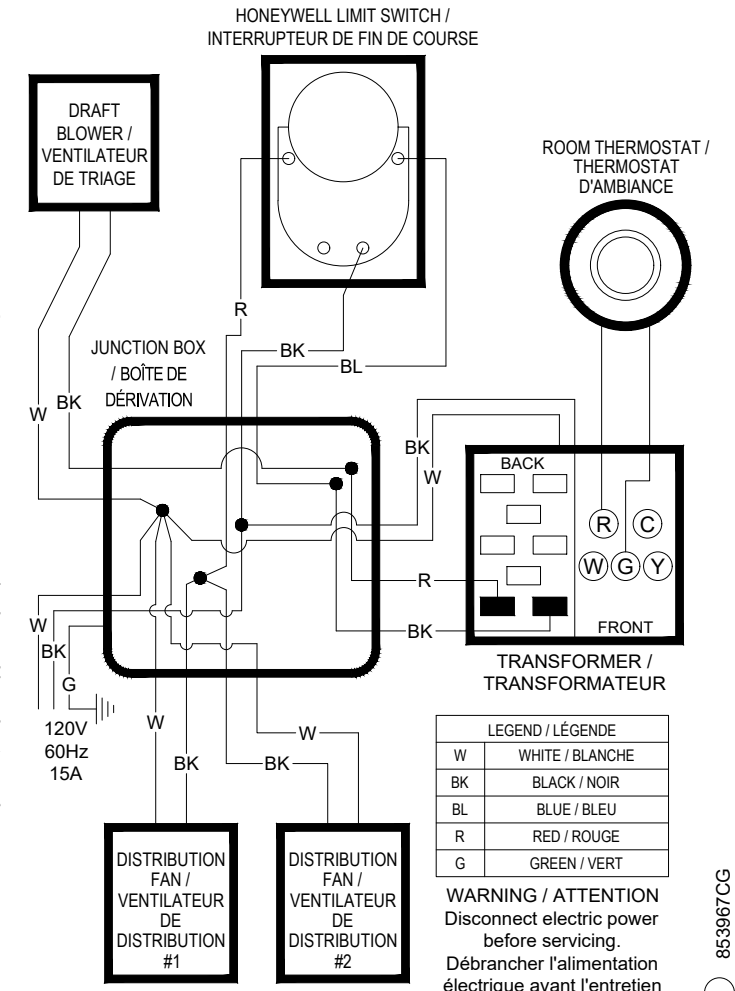 HONEYWELL LIMIT SWITCH /
INTERRUPTEUR DE FIN DE COURSE
DRAFT
BLOWER /
VENTILATEUR
DE TRIAGE
ROOM THERMOSTAT /
THERMOSTAT
D'AMBIANCE
R
BK
BL
JUNCTION BOX
/ BOÎTE DE
DÉRIVATION
W
BK
BK
W
BACK
R
C
W
G
Y
FRONT
R
BK
TRANSFORMER /
TRANSFORMATEUR
W
BK
G
120V
60Hz
15A
W
BK
W
BK
DISTRIBUTION
FAN /
VENTILATEUR
DE
DISTRIBUTION
#1
DISTRIBUTION
FAN /
VENTILATEUR
DE
DISTRIBUTION
#2
LEGEND / LÉGENDE
W WHITE / BLANCHE
BK BLACK / NOIR
BL BLUE / BLEU
R RED / ROUGE
G GREEN / VERT
WARNING / ATTENTION
Disconnect electric power
before servicing.
Débrancher l'alimentation
électrique avant l'entretien
853967CG